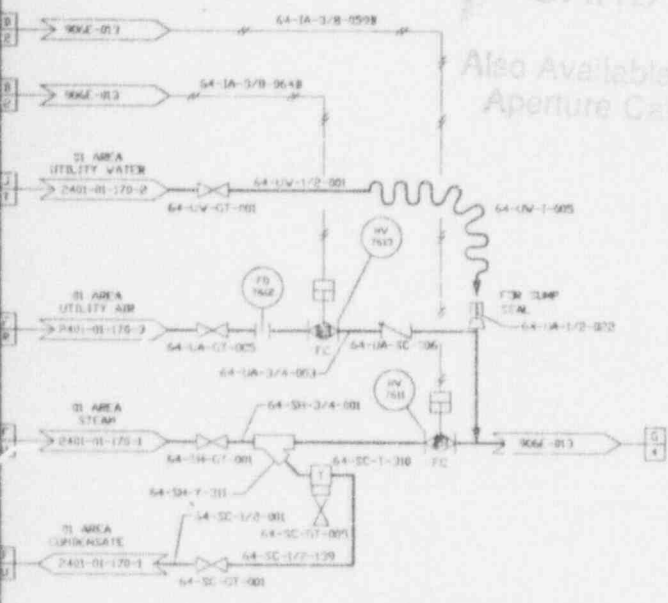 906E-013
64-IA-3/8-059B
Also Available
Aperture Ca
906E-013
64-IA-3/8-064B
01 AREA
UTILITY WATER
2401-01-170-2
64-UW-GT-001
64-UW-1/2-001
64-UW-T-005
HV
7613
FO
7602
FOR SUMP
SEAL
64-UA-1/2-022
01 AREA
UTILITY AIR
2401-01-170-3
64-UA-GT-005
FC
64-UA-SC-106
64-UA-3/4-003
HV
7611
01 AREA
STEAM
2401-01-170-1
64-SH-GT-001
64-SH-3/4-001
64-SC-T-310
FC
906E-013
G
4
64-SH-Y-311
T
64-SC-1/2-001
64-SC-GT-005
01 AREA
CONDENSATE
2401-01-170-1
64-SC-1/2-139
64-SC-GT-001